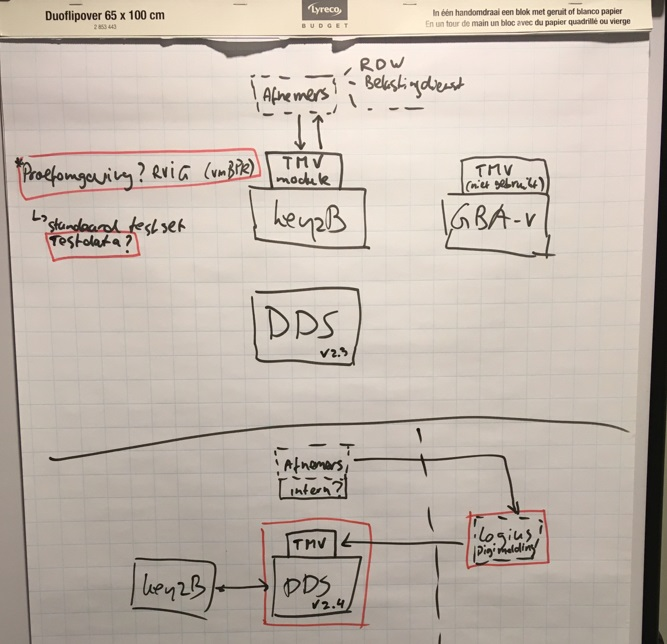 Duoflipover 65 x 100 cm
2 853 443
Lyreco
BUDGET
In één handomdraai een blok met geruit of blanco papier
En un tour de main un bloc avec du papier quadrillé ou vierge
Afnemers
RDW
- Belastingdienst
*Proefomgeving? RViG (vmBPR)
↳ standaard testset
Testdata?
TMV
module
key2B
TMV
(niet gebruikt)
GBA-V
DDS
v2.3
Afnemers
intern?
TMV
DDS
v2.4
key2B
Logius
Digimelding